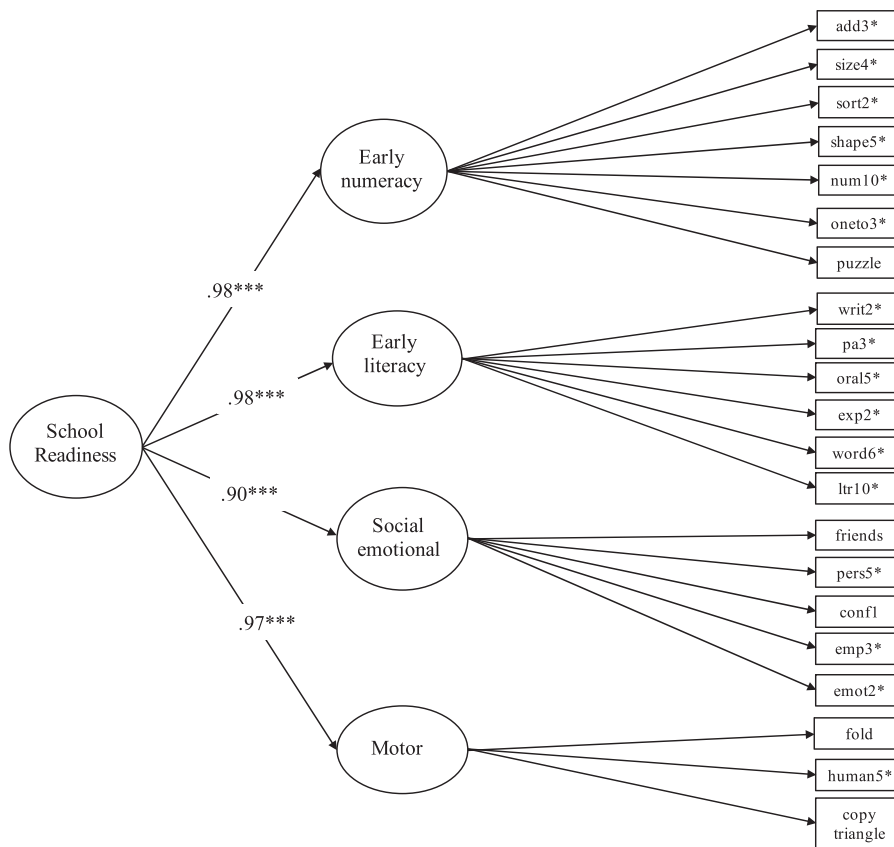 add3*
size4*
sort2*
shape5*
num10*
oneto3*
puzzle
Early
numeracy
.98***
writ2*
pa3*
oral5*
exp2*
word6*
ltr10*
Early
literacy
.98***
School
Readiness
.90***
Social
emotional
friends
pers5*
confl
emp3*
emot2*
.97***
Motor
fold
human5*
copy
triangle